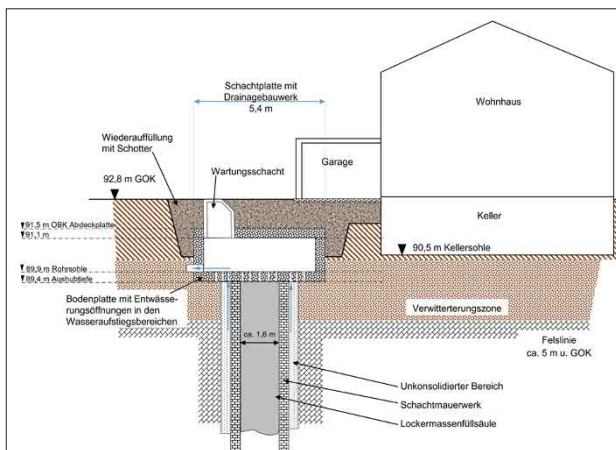 Schachtplatte mit
Drainagebauwerk
5,4 m
Wohnhaus
Wiederauffüllung
mit Schotter
Wartungsschacht
Garage
92,8 m GOK
Keller
91,5 m OBK Abdeckplatte
91,1 m
90,5 m Kellersohle
89,9 m Rohrsohle
89,4 m Aushubtiefe
Bodenplatte mit Entwässe-
rungsöffnungen in den
Wasseraufstiegsbereichen
Verwitterterungszone
ca. 1,6 m
Felslinie
ca. 5 m u. GOK
Unkonsolidierter Bereich
Schachtmauerwerk
Lockermassenfüllsäule